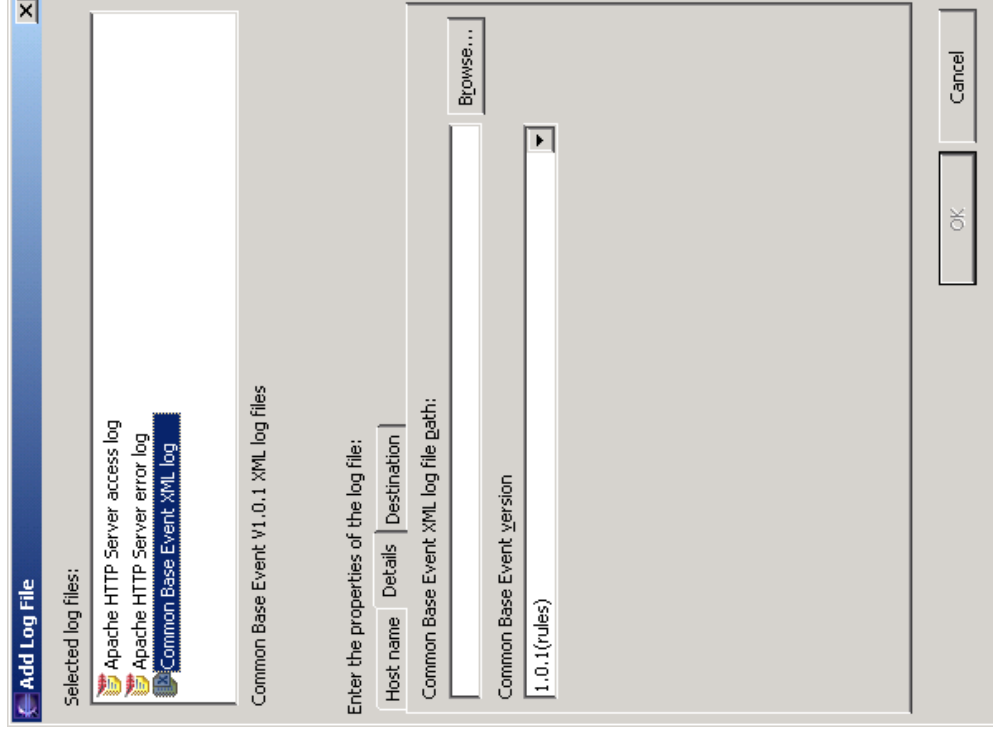 Add Log File
Selected log files:
Apache HTTP Server access log
Apache HTTP Server error log
Common Base Event XML log
Common Base Event V1.0.1 XML log files
Enter the properties of the log file:
Host name Details Destination
Common Base Event XML log file path:
Browse...
Common Base Event version
1.0.1(rules)
OK Cancel